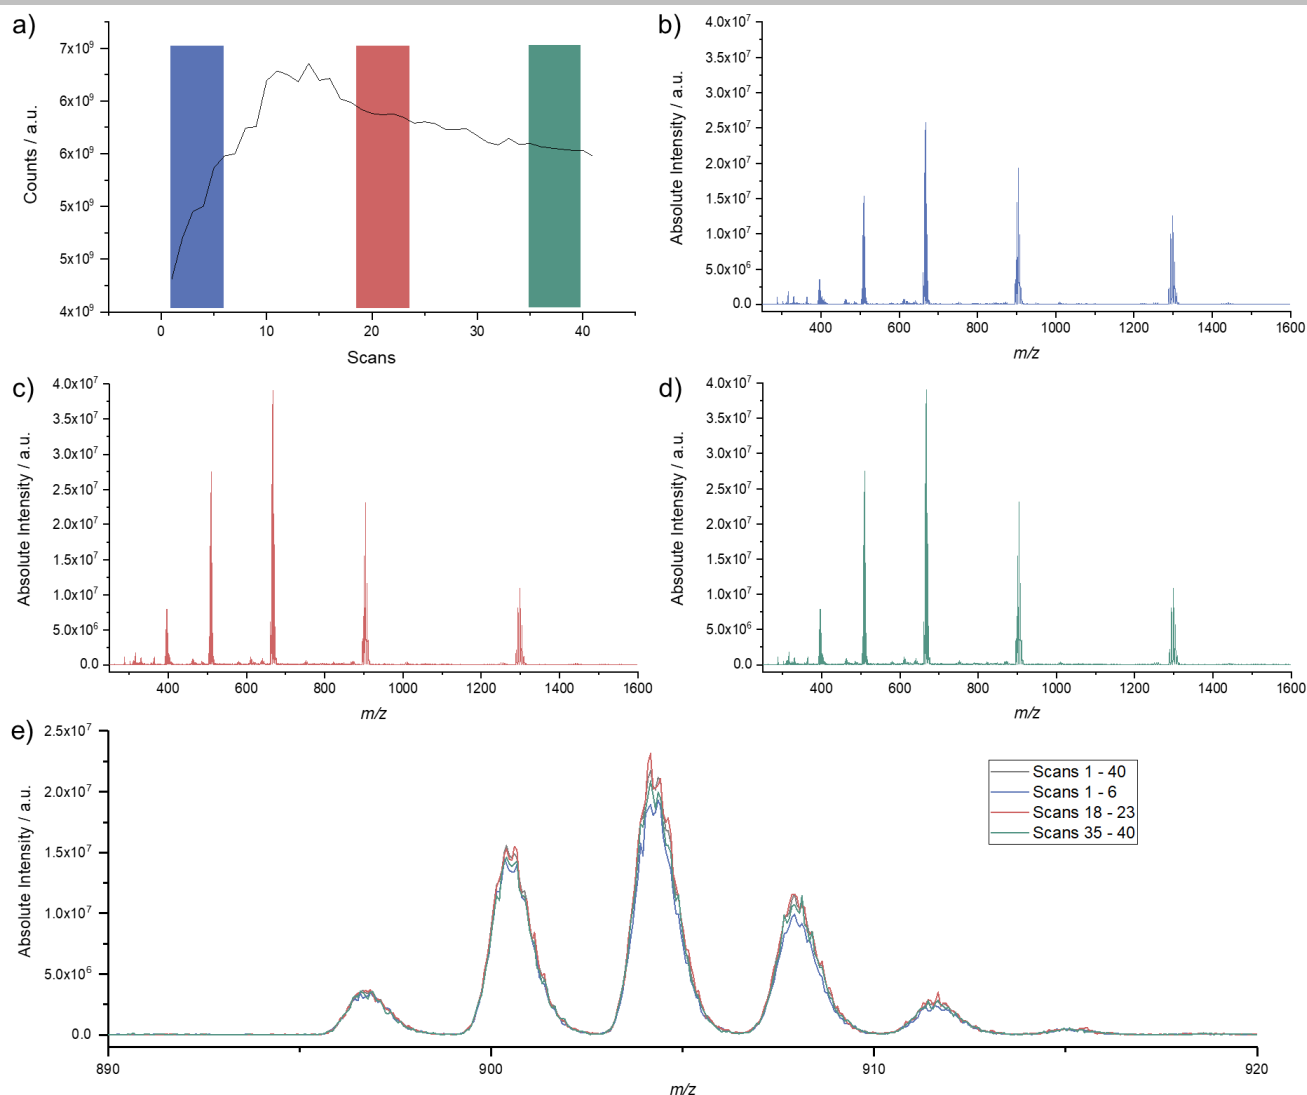 a)
7x10⁹
6x10⁹
6x10⁹
5x10⁹
5x10⁹
4x10⁹
Counts / a.u.
0 10 20 30 40
Scans
b)
4.0x10⁷
3.5x10⁷
3.0x10⁷
2.5x10⁷
2.0x10⁷
1.5x10⁷
1.0x10⁷
5.0x10⁶
0.0
Absolute Intensity / a.u.
400 600 800 1000 1200 1400 1600
m/z
c)
4.0x10⁷
3.5x10⁷
3.0x10⁷
2.5x10⁷
2.0x10⁷
1.5x10⁷
1.0x10⁷
5.0x10⁶
0.0
Absolute Intensity / a.u.
400 600 800 1000 1200 1400 1600
m/z
d)
4.0x10⁷
3.5x10⁷
3.0x10⁷
2.5x10⁷
2.0x10⁷
1.5x10⁷
1.0x10⁷
5.0x10⁶
0.0
Absolute Intensity / a.u.
400 600 800 1000 1200 1400 1600
m/z
e)
2.5x10⁷
2.0x10⁷
1.5x10⁷
1.0x10⁷
5.0x10⁶
0.0
Absolute Intensity / a.u.
Scans 1 - 40
Scans 1 - 6
Scans 18 - 23
Scans 35 - 40
890 900 910 920
m/z